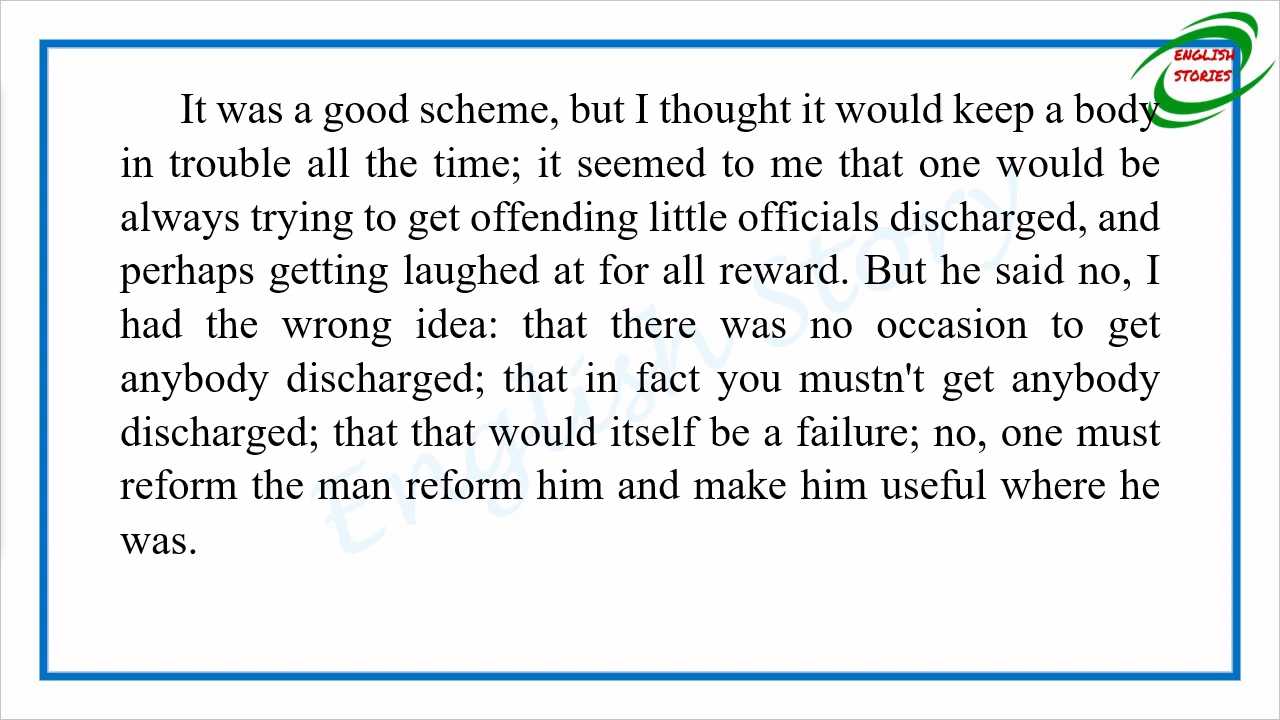 ENGLISH
STORIES
It was a good scheme, but I thought it would keep a body
in trouble all the time; it seemed to me that one would be
always trying to get offending little officials discharged, and
perhaps getting laughed at for all reward. But he said no, I
had the wrong idea: that there was no occasion to get
anybody discharged; that in fact you mustn't get anybody
discharged; that that would itself be a failure; no, one must
reform the man reform him and make him useful where he
was.
English Story